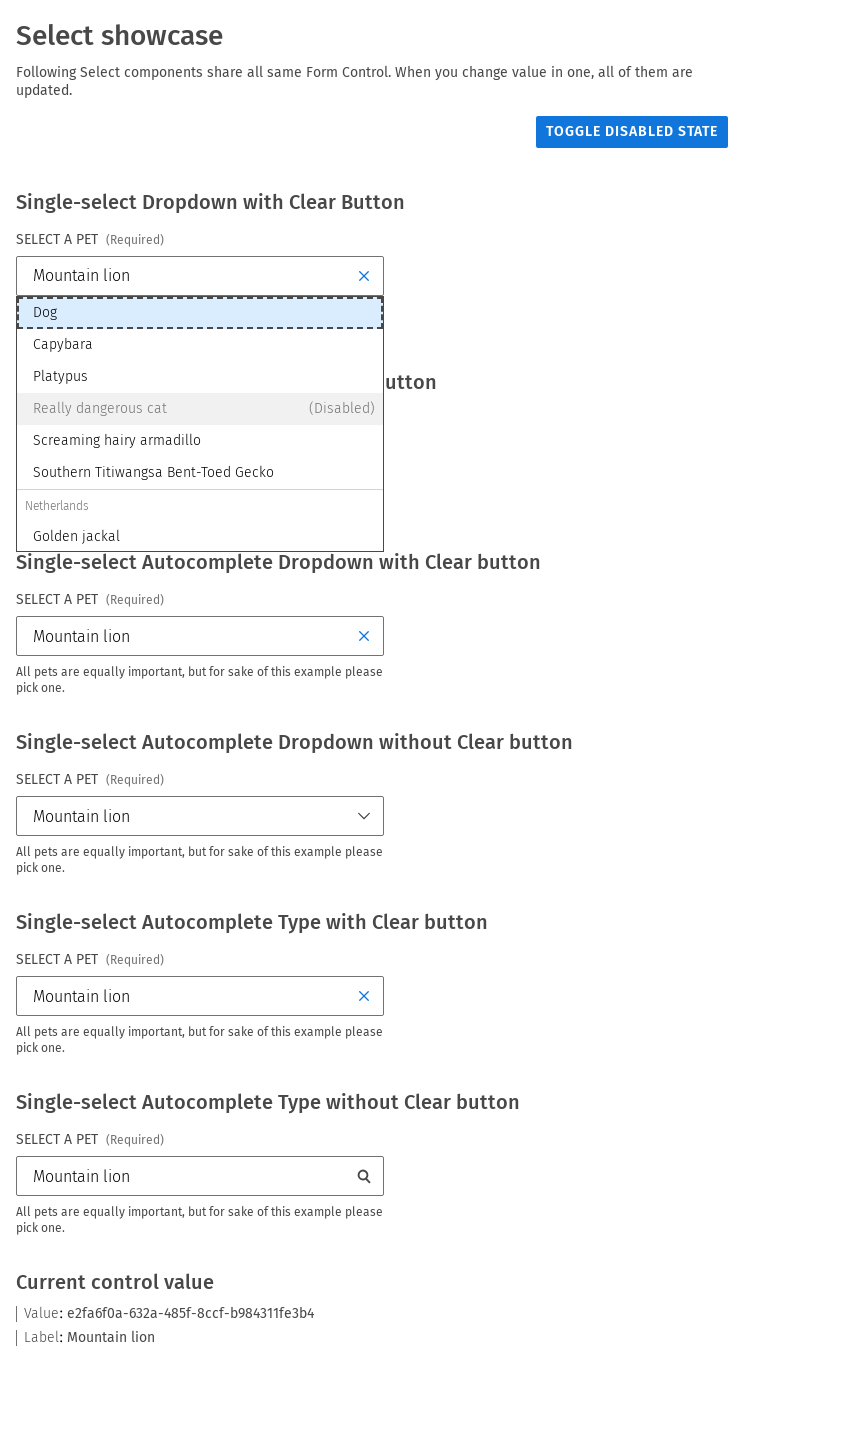 Select showcase
Following Select components share all same Form Control. When you change value in one, all of them are
updated.
TOGGLE DISABLED STATE
Single-select Dropdown with Clear Button
SELECT A PET (Required)
Mountain lion
Dog
Capybara
Platypus
utton
Really dangerous cat (Disabled)
Screaming hairy armadillo
Southern Titiwangsa Bent-Toed Gecko
Netherlands
Golden jackal
Single-select Autocomplete Dropdown with Clear button
SELECT A PET (Required)
Mountain lion
All pets are equally important, but for sake of this example please
pick one.
Single-select Autocomplete Dropdown without Clear button
SELECT A PET (Required)
Mountain lion
All pets are equally important, but for sake of this example please
pick one.
Single-select Autocomplete Type with Clear button
SELECT A PET (Required)
Mountain lion
All pets are equally important, but for sake of this example please
pick one.
Single-select Autocomplete Type without Clear button
SELECT A PET (Required)
Mountain lion
All pets are equally important, but for sake of this example please
pick one.
Current control value
Value: e2fa6f0a-632a-485f-8ccf-b984311fe3b4
Label: Mountain lion